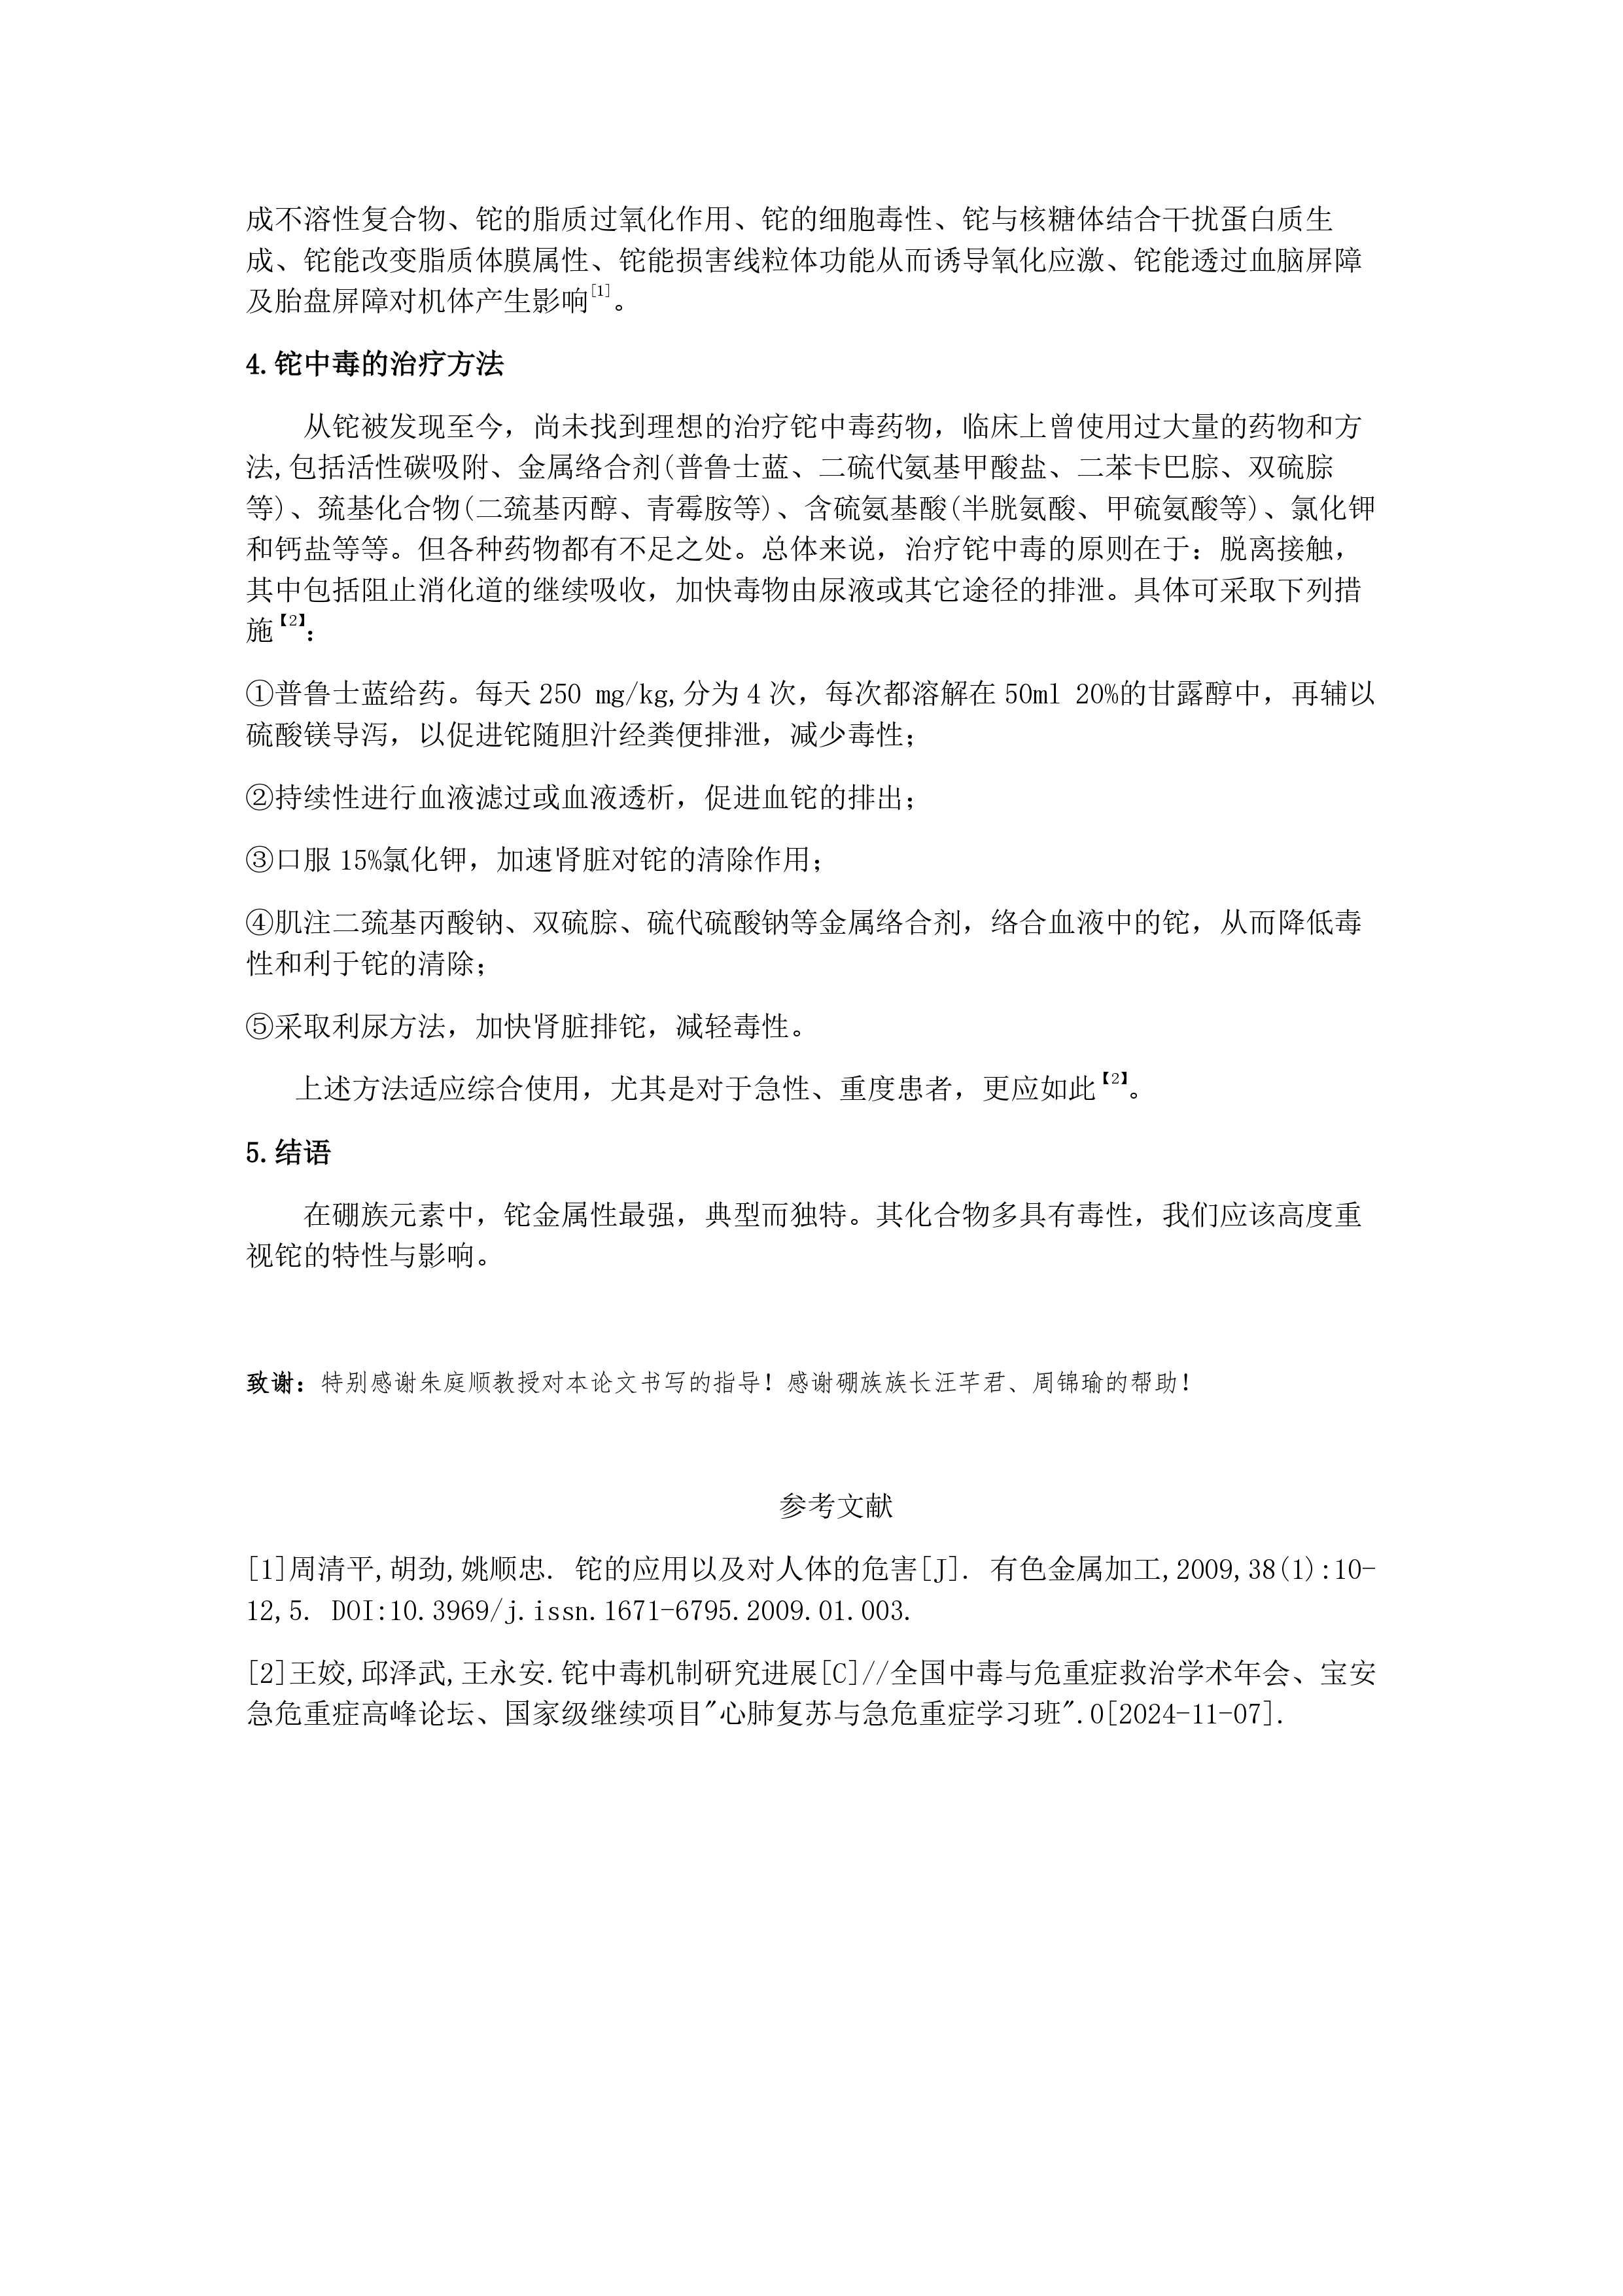 成不溶性复合物、铊的脂质过氧化作用、铊的细胞毒性、铊与核糖体结合干扰蛋白质生
成、铊能改变脂质体膜属性、铊能损害线粒体功能从而诱导氧化应激、铊能透过血脑屏障
及胎盘屏障对机体产生影响[1]。
4.铊中毒的治疗方法
从铊被发现至今，尚未找到理想的治疗铊中毒药物，临床上曾使用过大量的药物和方
法,包括活性碳吸附、金属络合剂(普鲁士蓝、二硫代氨基甲酸盐、二苯卡巴腙、双硫腙
等)、巯基化合物(二巯基丙醇、青霉胺等)、含硫氨基酸(半胱氨酸、甲硫氨酸等)、氯化钾
和钙盐等等。但各种药物都有不足之处。总体来说，治疗铊中毒的原则在于：脱离接触，
其中包括阻止消化道的继续吸收，加快毒物由尿液或其它途径的排泄。具体可采取下列措
施【2】：
①普鲁士蓝给药。每天 250 mg/kg,分为 4 次，每次都溶解在 50ml 20%的甘露醇中，再辅以
硫酸镁导泻，以促进铊随胆汁经粪便排泄，减少毒性；
②持续性进行血液滤过或血液透析，促进血铊的排出；
③口服 15%氯化钾，加速肾脏对铊的清除作用；
④肌注二巯基丙酸钠、双硫腙、硫代硫酸钠等金属络合剂，络合血液中的铊，从而降低毒
性和利于铊的清除；
⑤采取利尿方法，加快肾脏排铊，减轻毒性。
上述方法适应综合使用，尤其是对于急性、重度患者，更应如此【2】。
5.结语
在硼族元素中，铊金属性最强，典型而独特。其化合物多具有毒性，我们应该高度重
视铊的特性与影响。
致谢：特别感谢朱庭顺教授对本论文书写的指导！感谢硼族族长汪芊君、周锦瑜的帮助！
参考文献
[1]周清平,胡劲,姚顺忠. 铊的应用以及对人体的危害[J]. 有色金属加工,2009,38(1):10-
12,5. DOI:10.3969/j.issn.1671-6795.2009.01.003.
[2]王姣,邱泽武,王永安.铊中毒机制研究进展[C]//全国中毒与危重症救治学术年会、宝安
急危重症高峰论坛、国家级继续项目"心肺复苏与急危重症学习班".0[2024-11-07].